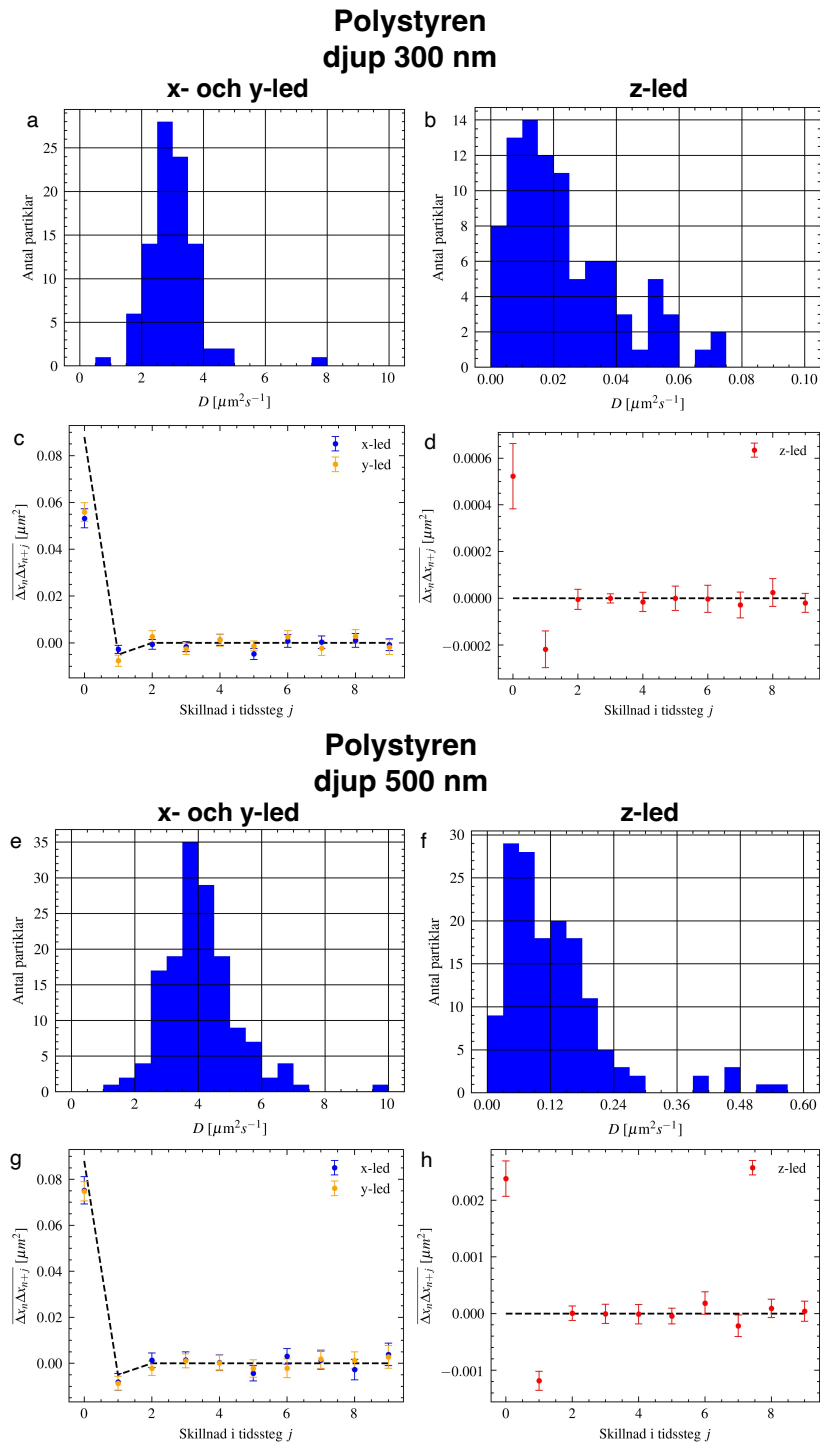 Polystyren
djup 300 nm
x- och y-led
z-led
a
Antal partiklar
25
20
15
10
5
0
0 2 4 6 8 10
D [μm²s⁻¹]
b
Antal partiklar
14
12
10
8
6
4
2
0
0.00 0.02 0.04 0.06 0.08 0.10
D [μm²s⁻¹]
c
x-led
y-led
Δxₙ Δxₙ₊ⱼ [μm²]
0.08
0.06
0.04
0.02
0.00
0 2 4 6 8
Skillnad i tidssteg j
d
z-led
Δxₙ Δxₙ₊ⱼ [μm²]
0.0006
0.0004
0.0002
0.0000
−0.0002
0 2 4 6 8
Skillnad i tidssteg j
Polystyren
djup 500 nm
x- och y-led
z-led
e
Antal partiklar
35
30
25
20
15
10
5
0
0 2 4 6 8 10
D [μm²s⁻¹]
f
Antal partiklar
30
25
20
15
10
5
0
0.00 0.12 0.24 0.36 0.48 0.60
D [μm²s⁻¹]
g
x-led
y-led
Δxₙ Δxₙ₊ⱼ [μm²]
0.08
0.06
0.04
0.02
0.00
0 2 4 6 8
Skillnad i tidssteg j
h
z-led
Δxₙ Δxₙ₊ⱼ [μm²]
0.002
0.001
0.000
−0.001
0 2 4 6 8
Skillnad i tidssteg j